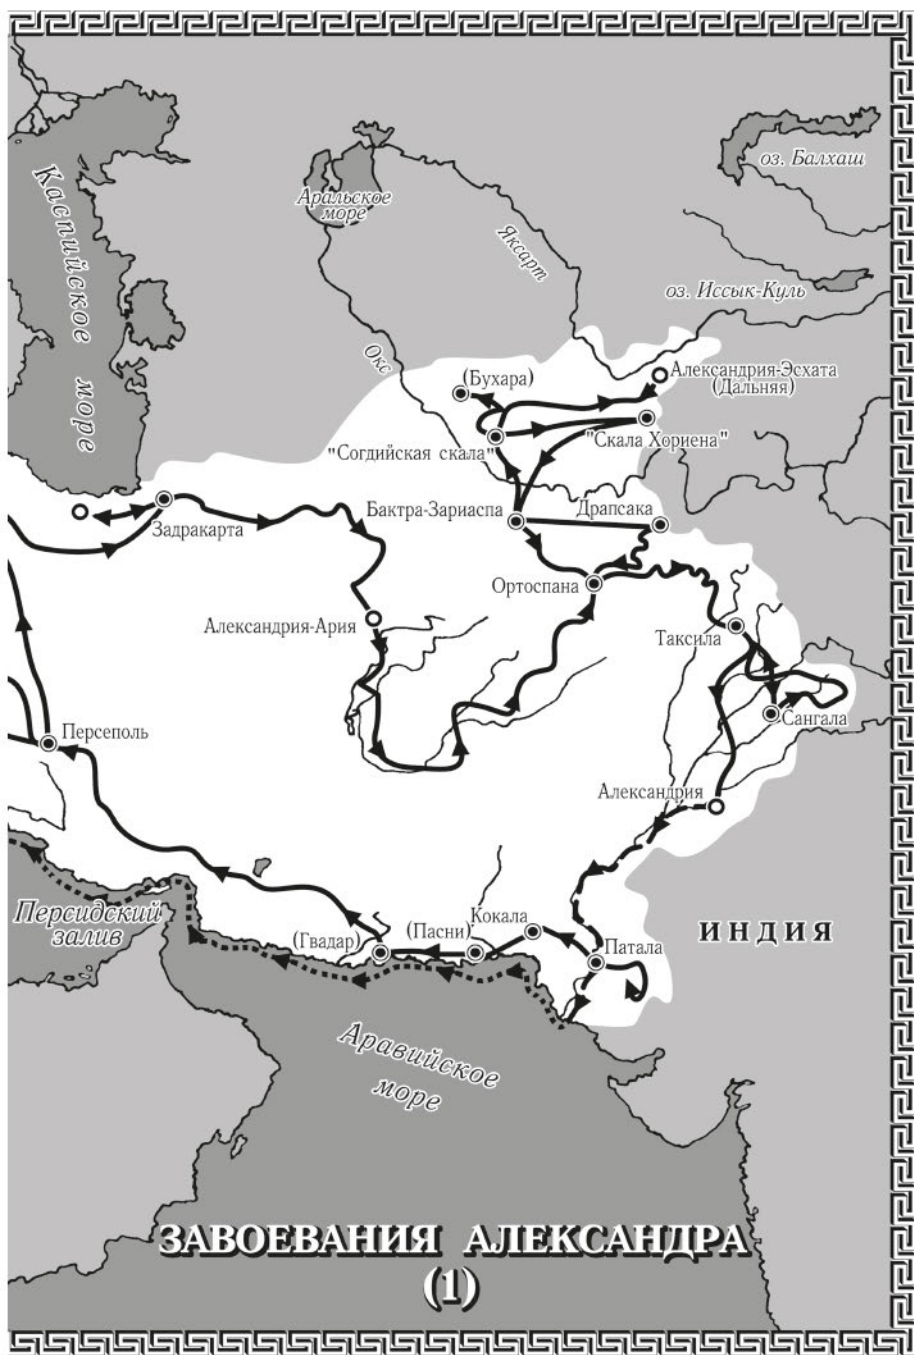 оз. Балхаш
Каспийское море
Аральское
море
Яксарт
оз. Иссык-Куль
Окс
(Бухара)
Александрия-Эсхата
(Дальняя)
"Согдийская скала"
"Скала Хориена"
Задракарта
Бактра-Зариаспа
Драпсака
Ортоспана
Александрия-Ария
Таксила
Сангала
Персеполь
Александрия
Персидский
залив
(Гвадар)
(Пасни)
Кокала
Патала
ИНДИЯ
Аравийское
море
ЗАВОЕВАНИЯ АЛЕКСАНДРА
(1)